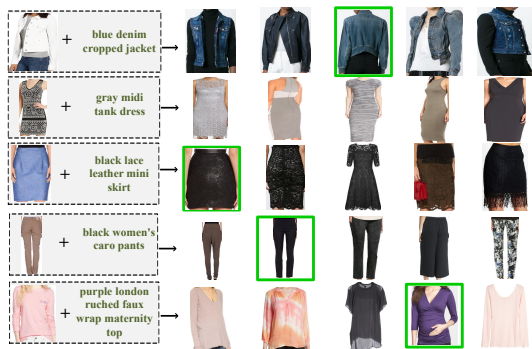 +
blue denim
cropped jacket
+
gray midi
tank dress
+
black lace
leather mini
skirt
+
black women's
caro pants
+
purple london
ruched faux
wrap maternity
top